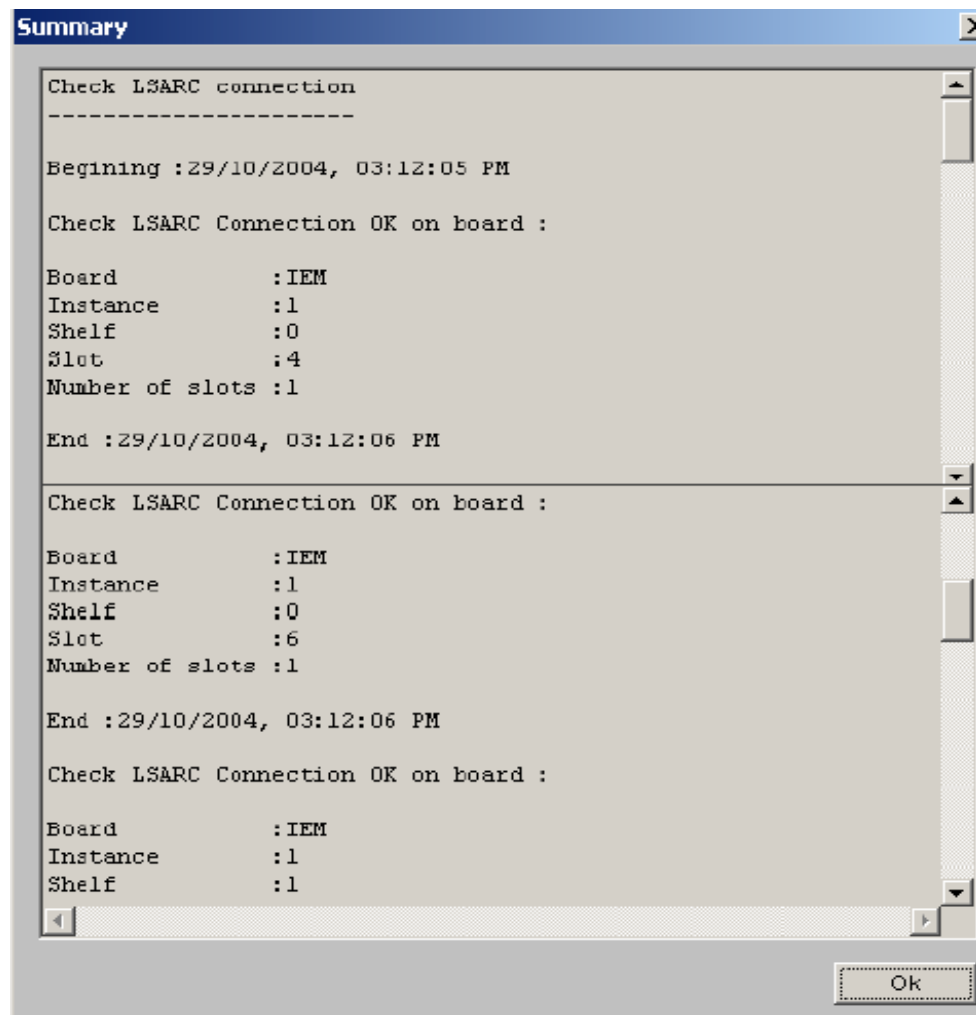 Summary
Check LSARC connection
----------------------
Begining :29/10/2004, 03:12:05 PM
Check LSARC Connection OK on board :
Board :IEM
Instance :1
Shelf :0
Slot :4
Number of slots :1
End :29/10/2004, 03:12:06 PM
Check LSARC Connection OK on board :
Board :IEM
Instance :1
Shelf :0
Slot :6
Number of slots :1
End :29/10/2004, 03:12:06 PM
Check LSARC Connection OK on board :
Board :IEM
Instance :1
Shelf :1
Ok